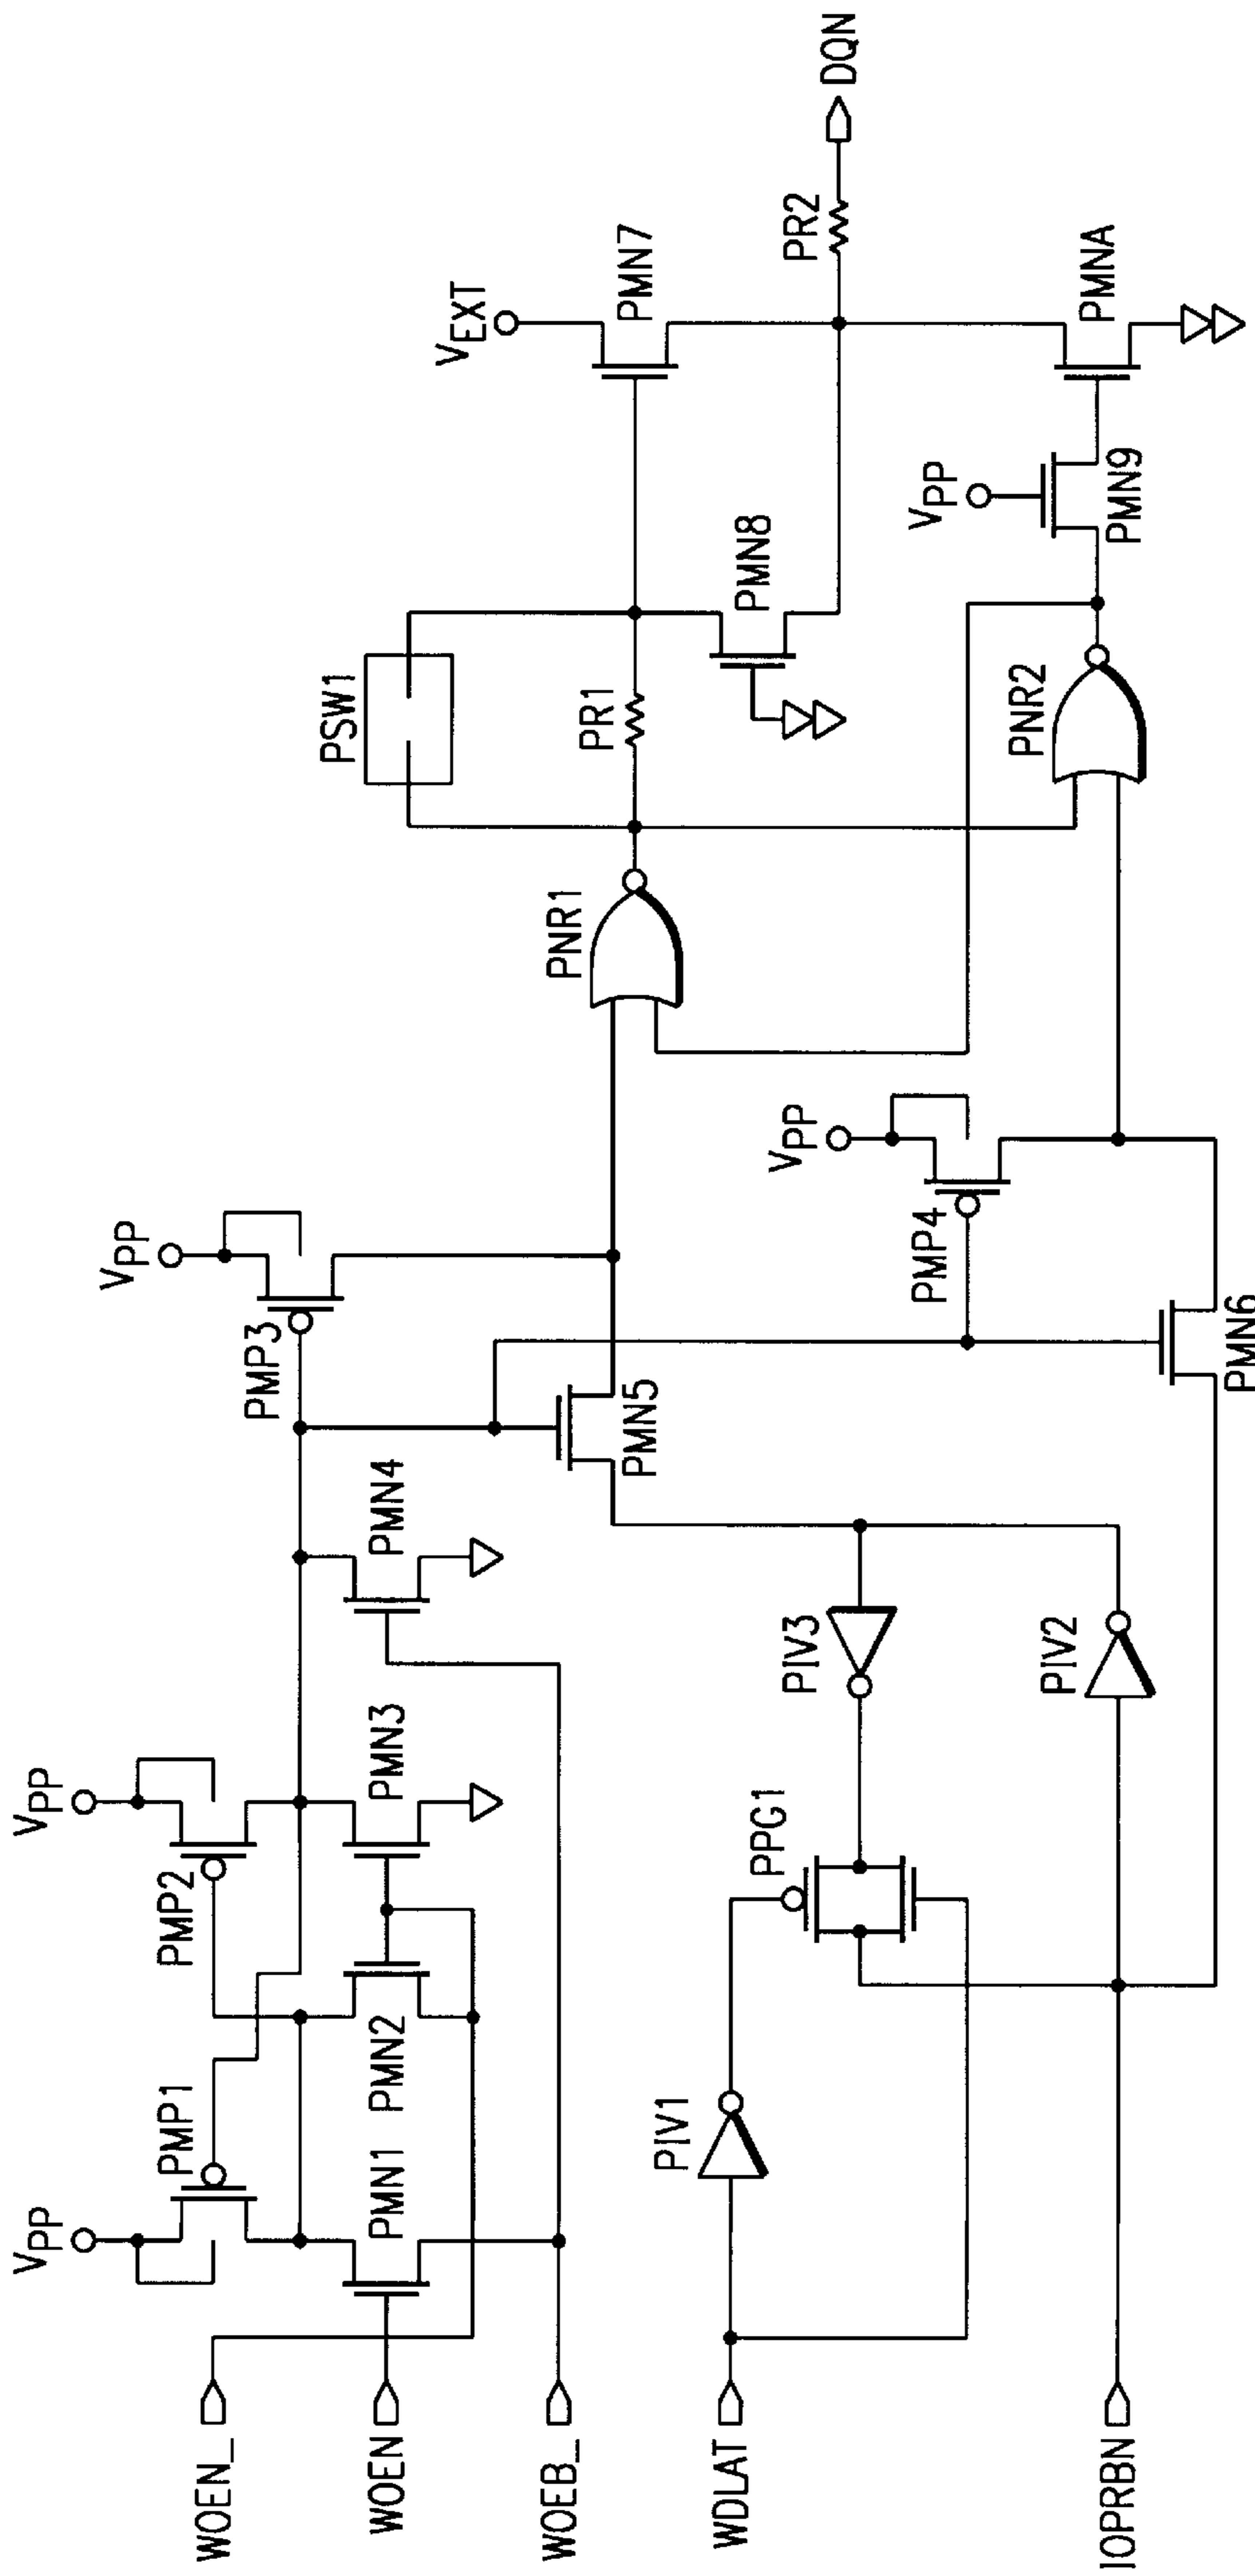 WOEN_
WOEN
WOEB_
WDLAT
IOPRBN
VPP
PMP1
PMN1
PMN2
PMP2
VPP
PMN3
PMN4
PIV1
PPG1
PIV3
PIV2
PMP3
VPP
PMN5
PMN6
PMP4
VPP
PNR1
PNR2
PSW1
PR1
PMN8
VPP
PMN9
VEXT
PMN7
PMNA
PR2
DQN